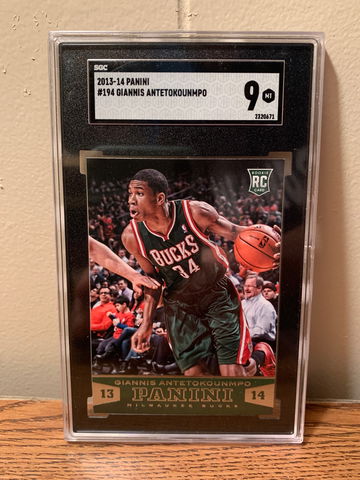 SGC
2013-14 PANINI
#194 GIANNIS ANTETOKOUNMPO
9 MT
2320671
ROOKIE
RC
CARD
BUCKS
34
GIANNIS ANTETOKOUNMPO
13 PANINI 14
MILWAUKEE BUCKS